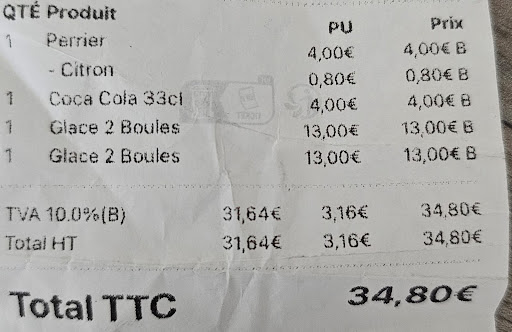 QTÉ Produit PU Prix
1 Perrier 4,00€ 4,00€ B
- Citron 0,80€ 0,80€ B
1 Coca Cola 33cl 4,00€ 4,00€ B
1 Glace 2 Boules 13,00€ 13,00€ B
1 Glace 2 Boules 13,00€ 13,00€ B
TVA 10.0%(B) 31,64€ 3,16€ 34,80€
Total HT 31,64€ 3,16€ 34,80€
Total TTC 34,80€